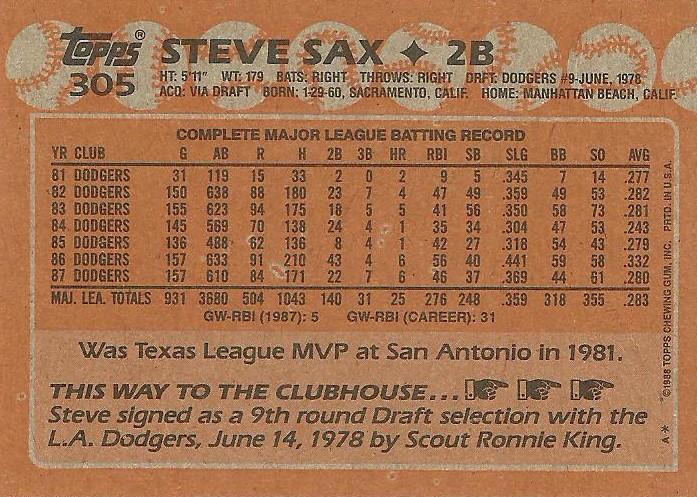 Topps®
305
STEVE SAX ✦ 2B
HT: 5'11" WT: 179 BATS: RIGHT THROWS: RIGHT DRFT: DODGERS #9-JUNE, 1978
ACQ: VIA DRAFT BORN: 1-29-60, SACRAMENTO, CALIF. HOME: MANHATTAN BEACH, CALIF.
COMPLETE MAJOR LEAGUE BATTING RECORD
YR CLUB G AB R H 2B 3B HR RBI SB SLG BB SO AVG
81 DODGERS 31 119 15 33 2 0 2 9 5 .345 7 14 .277
82 DODGERS 150 638 88 180 23 7 4 47 49 .359 49 53 .282
83 DODGERS 155 623 94 175 18 5 5 41 56 .350 58 73 .281
84 DODGERS 145 569 70 138 24 4 1 35 34 .304 47 53 .243
85 DODGERS 136 488 62 136 8 4 1 42 27 .318 54 43 .279
86 DODGERS 157 633 91 210 43 4 6 56 40 .441 59 58 .332
87 DODGERS 157 610 84 171 22 7 6 46 37 .369 44 61 .280
MAJ. LEA. TOTALS 931 3680 504 1043 140 31 25 276 248 .359 318 355 .283
GW-RBI (1987): 5 GW-RBI (CAREER): 31
Was Texas League MVP at San Antonio in 1981.
THIS WAY TO THE CLUBHOUSE...
Steve signed as a 9th round Draft selection with the
L.A. Dodgers, June 14, 1978 by Scout Ronnie King.
A* *©1988 TOPPS CHEWING GUM, INC. PRTD. IN U.S.A.